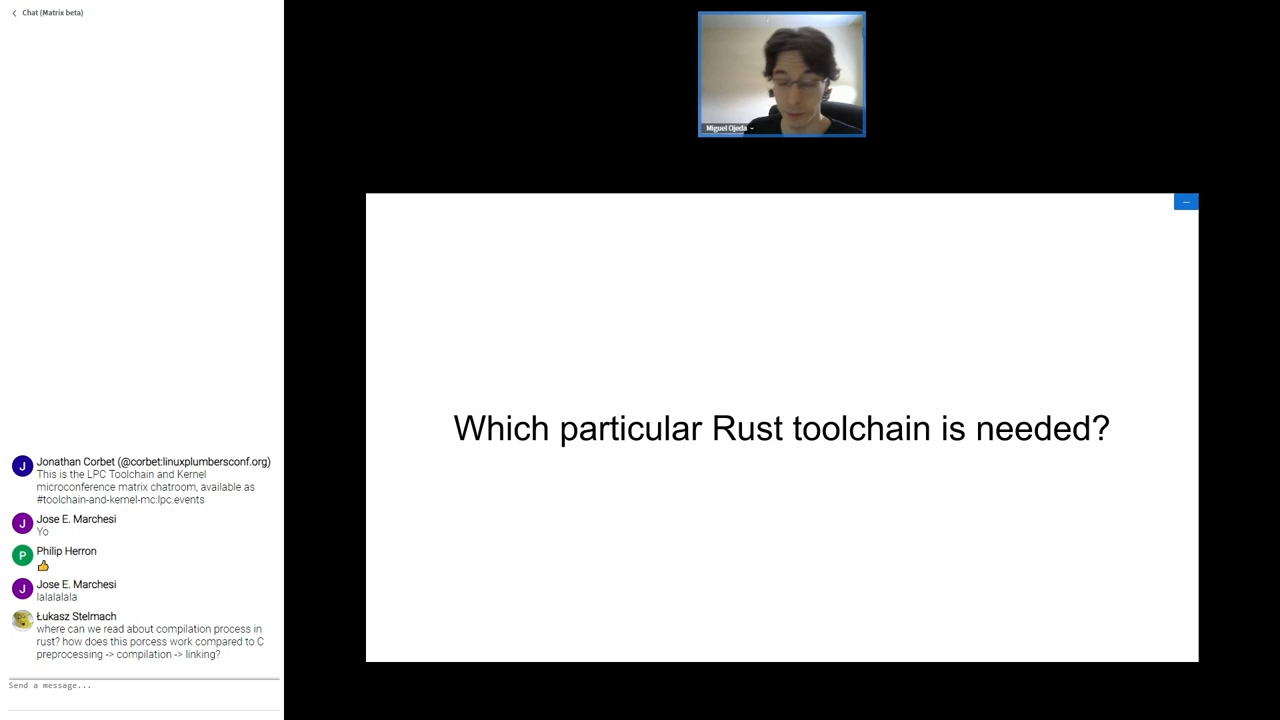 Chat (Matrix beta)
Jonathan Corbet (@corbet:linuxplumbersconf.org)
This is the LPC Toolchain and Kernel
microconference matrix chatroom, available as
#toolchain-and-kernel-mc:lpc.events
J
Jose E. Marchesi
J
Yo
Philip Herron
P
Jose E. Marchesi
J
lalalalala
Łukasz Stelmach
where can we read about compilation process in
rust? how does this porcess work compared to C
preprocessing -> compilation -> linking?
Send a message...
Miguel Ojeda
Which particular Rust toolchain is needed?